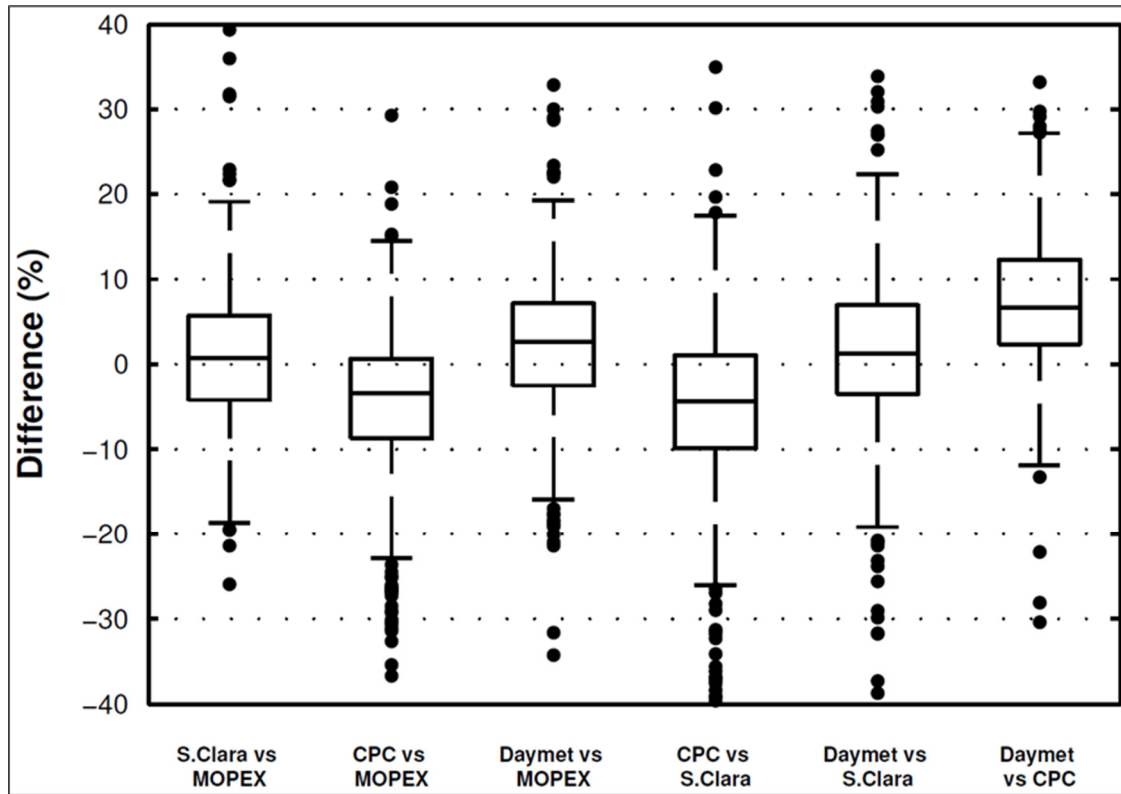 Difference (%)
40
30
20
10
0
−10
−20
−30
−40
S.Clara vs
MOPEX
CPC vs
MOPEX
Daymet vs
MOPEX
CPC vs
S.Clara
Daymet vs
S.Clara
Daymet
vs CPC